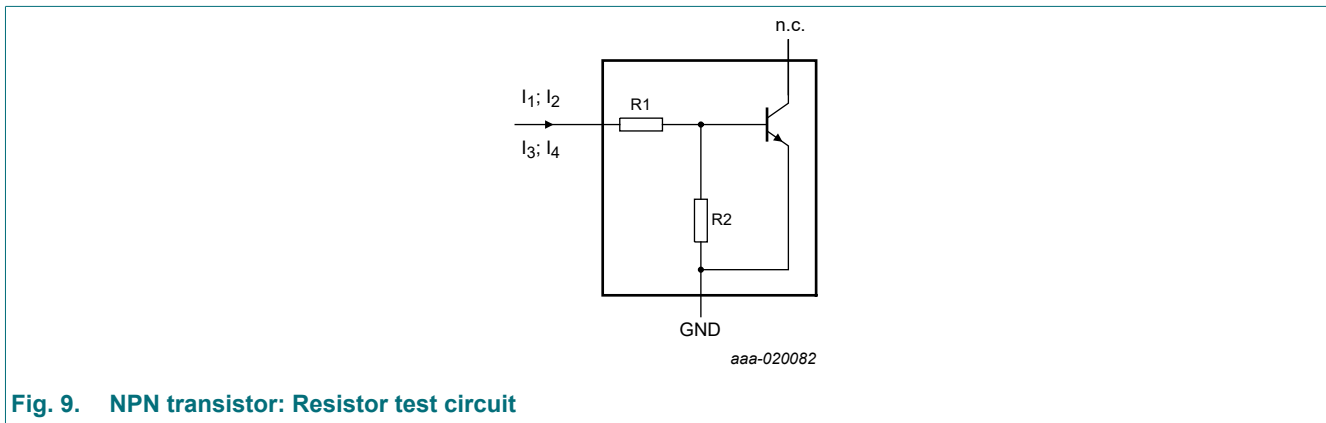 n.c.
I1; I2
R1
I3; I4
R2
GND
aaa-020082
Fig. 9. NPN transistor: Resistor test circuit